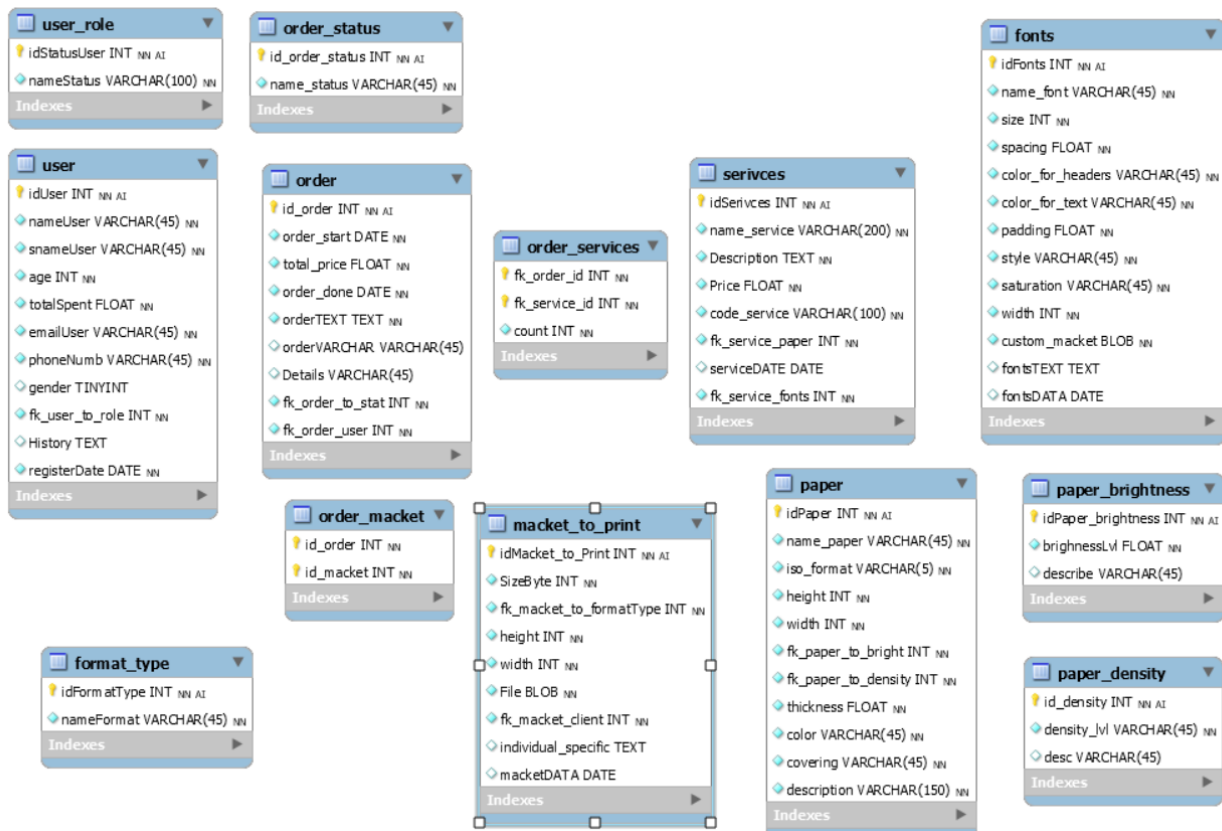 user_role
idStatusUser INT NN AI
nameStatus VARCHAR(100) NN
Indexes
order_status
id_order_status INT NN AI
name_status VARCHAR(45) NN
Indexes
fonts
idFonts INT NN AI
name_font VARCHAR(45) NN
size INT NN
spacing FLOAT NN
color_for_headers VARCHAR(45) NN
color_for_text VARCHAR(45) NN
padding FLOAT NN
style VARCHAR(45) NN
saturation VARCHAR(45) NN
width INT NN
custom_macket BLOB NN
fontsTEXT TEXT
fontsDATA DATE
Indexes
user
idUser INT NN AI
nameUser VARCHAR(45) NN
snameUser VARCHAR(45) NN
age INT NN
totalSpent FLOAT NN
emailUser VARCHAR(45) NN
phoneNumb VARCHAR(45) NN
gender TINYINT
fk_user_to_role INT NN
History TEXT
registerDate DATE NN
Indexes
order
id_order INT NN AI
order_start DATE NN
total_price FLOAT NN
order_done DATE NN
orderTEXT TEXT NN
orderVARCHAR VARCHAR(45)
Details VARCHAR(45)
fk_order_to_stat INT NN
fk_order_user INT NN
Indexes
order_services
fk_order_id INT NN
fk_service_id INT NN
count INT NN
Indexes
serivces
idSerivces INT NN AI
name_service VARCHAR(200) NN
Description TEXT NN
Price FLOAT NN
code_service VARCHAR(100) NN
fk_service_paper INT NN
serviceDATE DATE
fk_service_fonts INT NN
Indexes
order_macket
id_order INT NN
id_macket INT NN
Indexes
macket_to_print
idMacket_to_Print INT NN AI
SizeByte INT NN
fk_macket_to_formatType INT NN
height INT NN
width INT NN
File BLOB NN
fk_macket_client INT NN
individual_specific TEXT
macketDATA DATE
Indexes
paper
idPaper INT NN AI
name_paper VARCHAR(45) NN
iso_format VARCHAR(5) NN
height INT NN
width INT NN
fk_paper_to_bright INT NN
fk_paper_to_density INT NN
thickness FLOAT NN
color VARCHAR(45) NN
covering VARCHAR(45) NN
description VARCHAR(150) NN
Indexes
paper_brightness
idPaper_brightness INT NN AI
brighnessLvl FLOAT NN
describe VARCHAR(45)
Indexes
format_type
idFormatType INT NN AI
nameFormat VARCHAR(45) NN
Indexes
paper_density
id_density INT NN AI
density_lvl VARCHAR(45) NN
desc VARCHAR(45)
Indexes